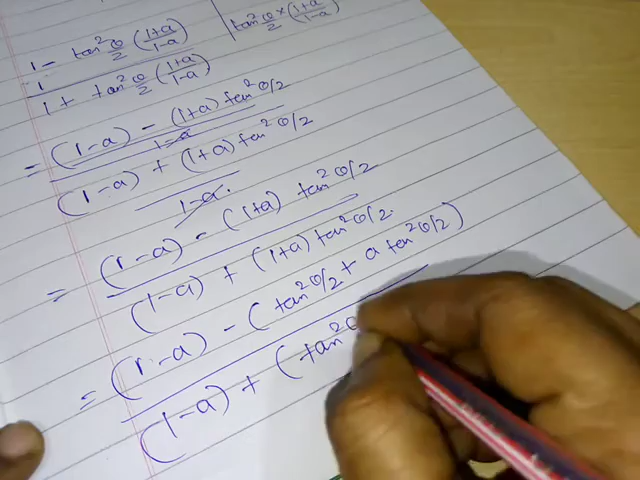 1 - tan² θ/2 (1+a/1-a)
tan² θ/2 × (1+a/1-a)
1 + tan² θ/2 (1+a/1-a)
= (1-a) - (1+a) tan² θ/2
1-a
(1-a) + (1+a) tan² θ/2
1-a.
= (1-a) - (1+a) tan² θ/2
(1-a) + (1+a) tan² θ/2.
= (1-a) - (tan² θ/2 + a tan² θ/2)
(1-a) + (tan² θ